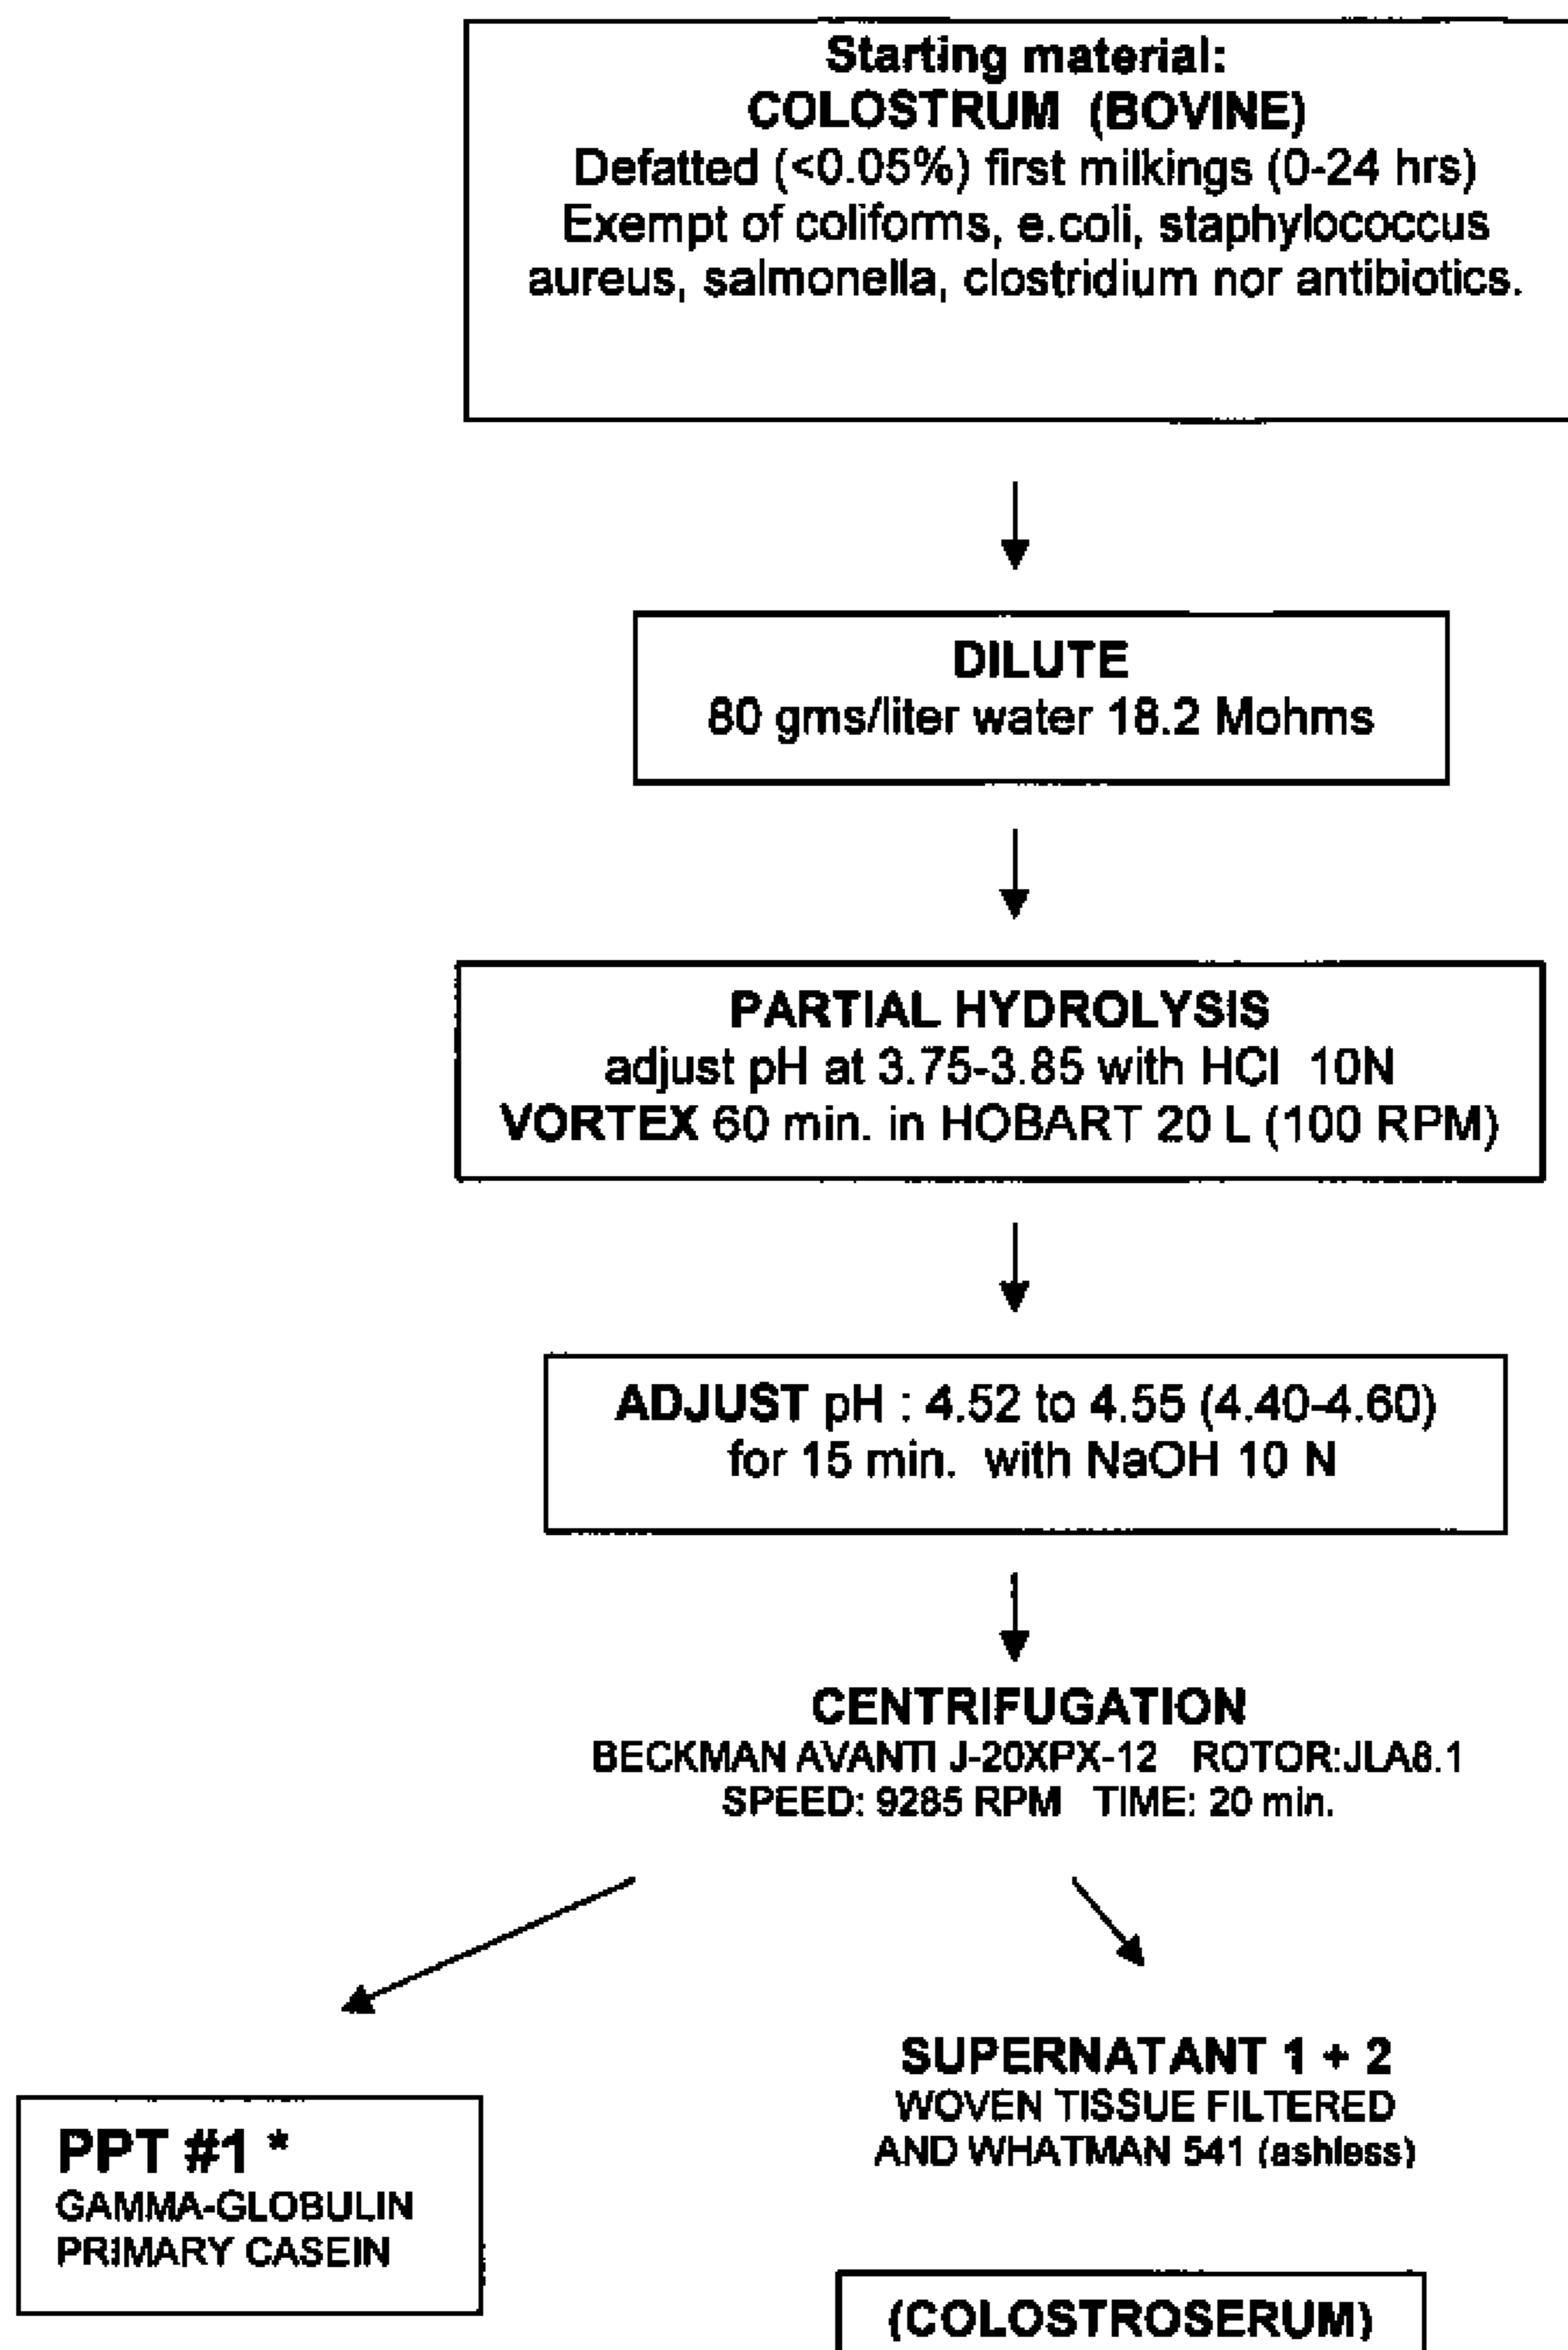 Starting material:
COLOSTRUM (BOVINE)
Defatted (<0.05%) first milkings (0-24 hrs)
Exempt of coliforms, e.coli, staphylococcus
aureus, salmonella, clostridium nor antibiotics.
DILUTE
80 gms/liter water 18.2 Mohms
PARTIAL HYDROLYSIS
adjust pH at 3.75-3.85 with HCl 10N
VORTEX 60 min. in HOBART 20 L (100 RPM)
ADJUST pH : 4.52 to 4.55 (4.40-4.60)
for 15 min. with NaOH 10 N
CENTRIFUGATION
BECKMAN AVANTI J-20XPX-12 ROTOR:JLA8.1
SPEED: 9285 RPM TIME: 20 min.
SUPERNATANT 1 + 2
WOVEN TISSUE FILTERED
AND WHATMAN 541 (ashless)
PPT #1 *
GAMMA-GLOBULIN
PRIMARY CASEIN
(COLOSTROSERUM)